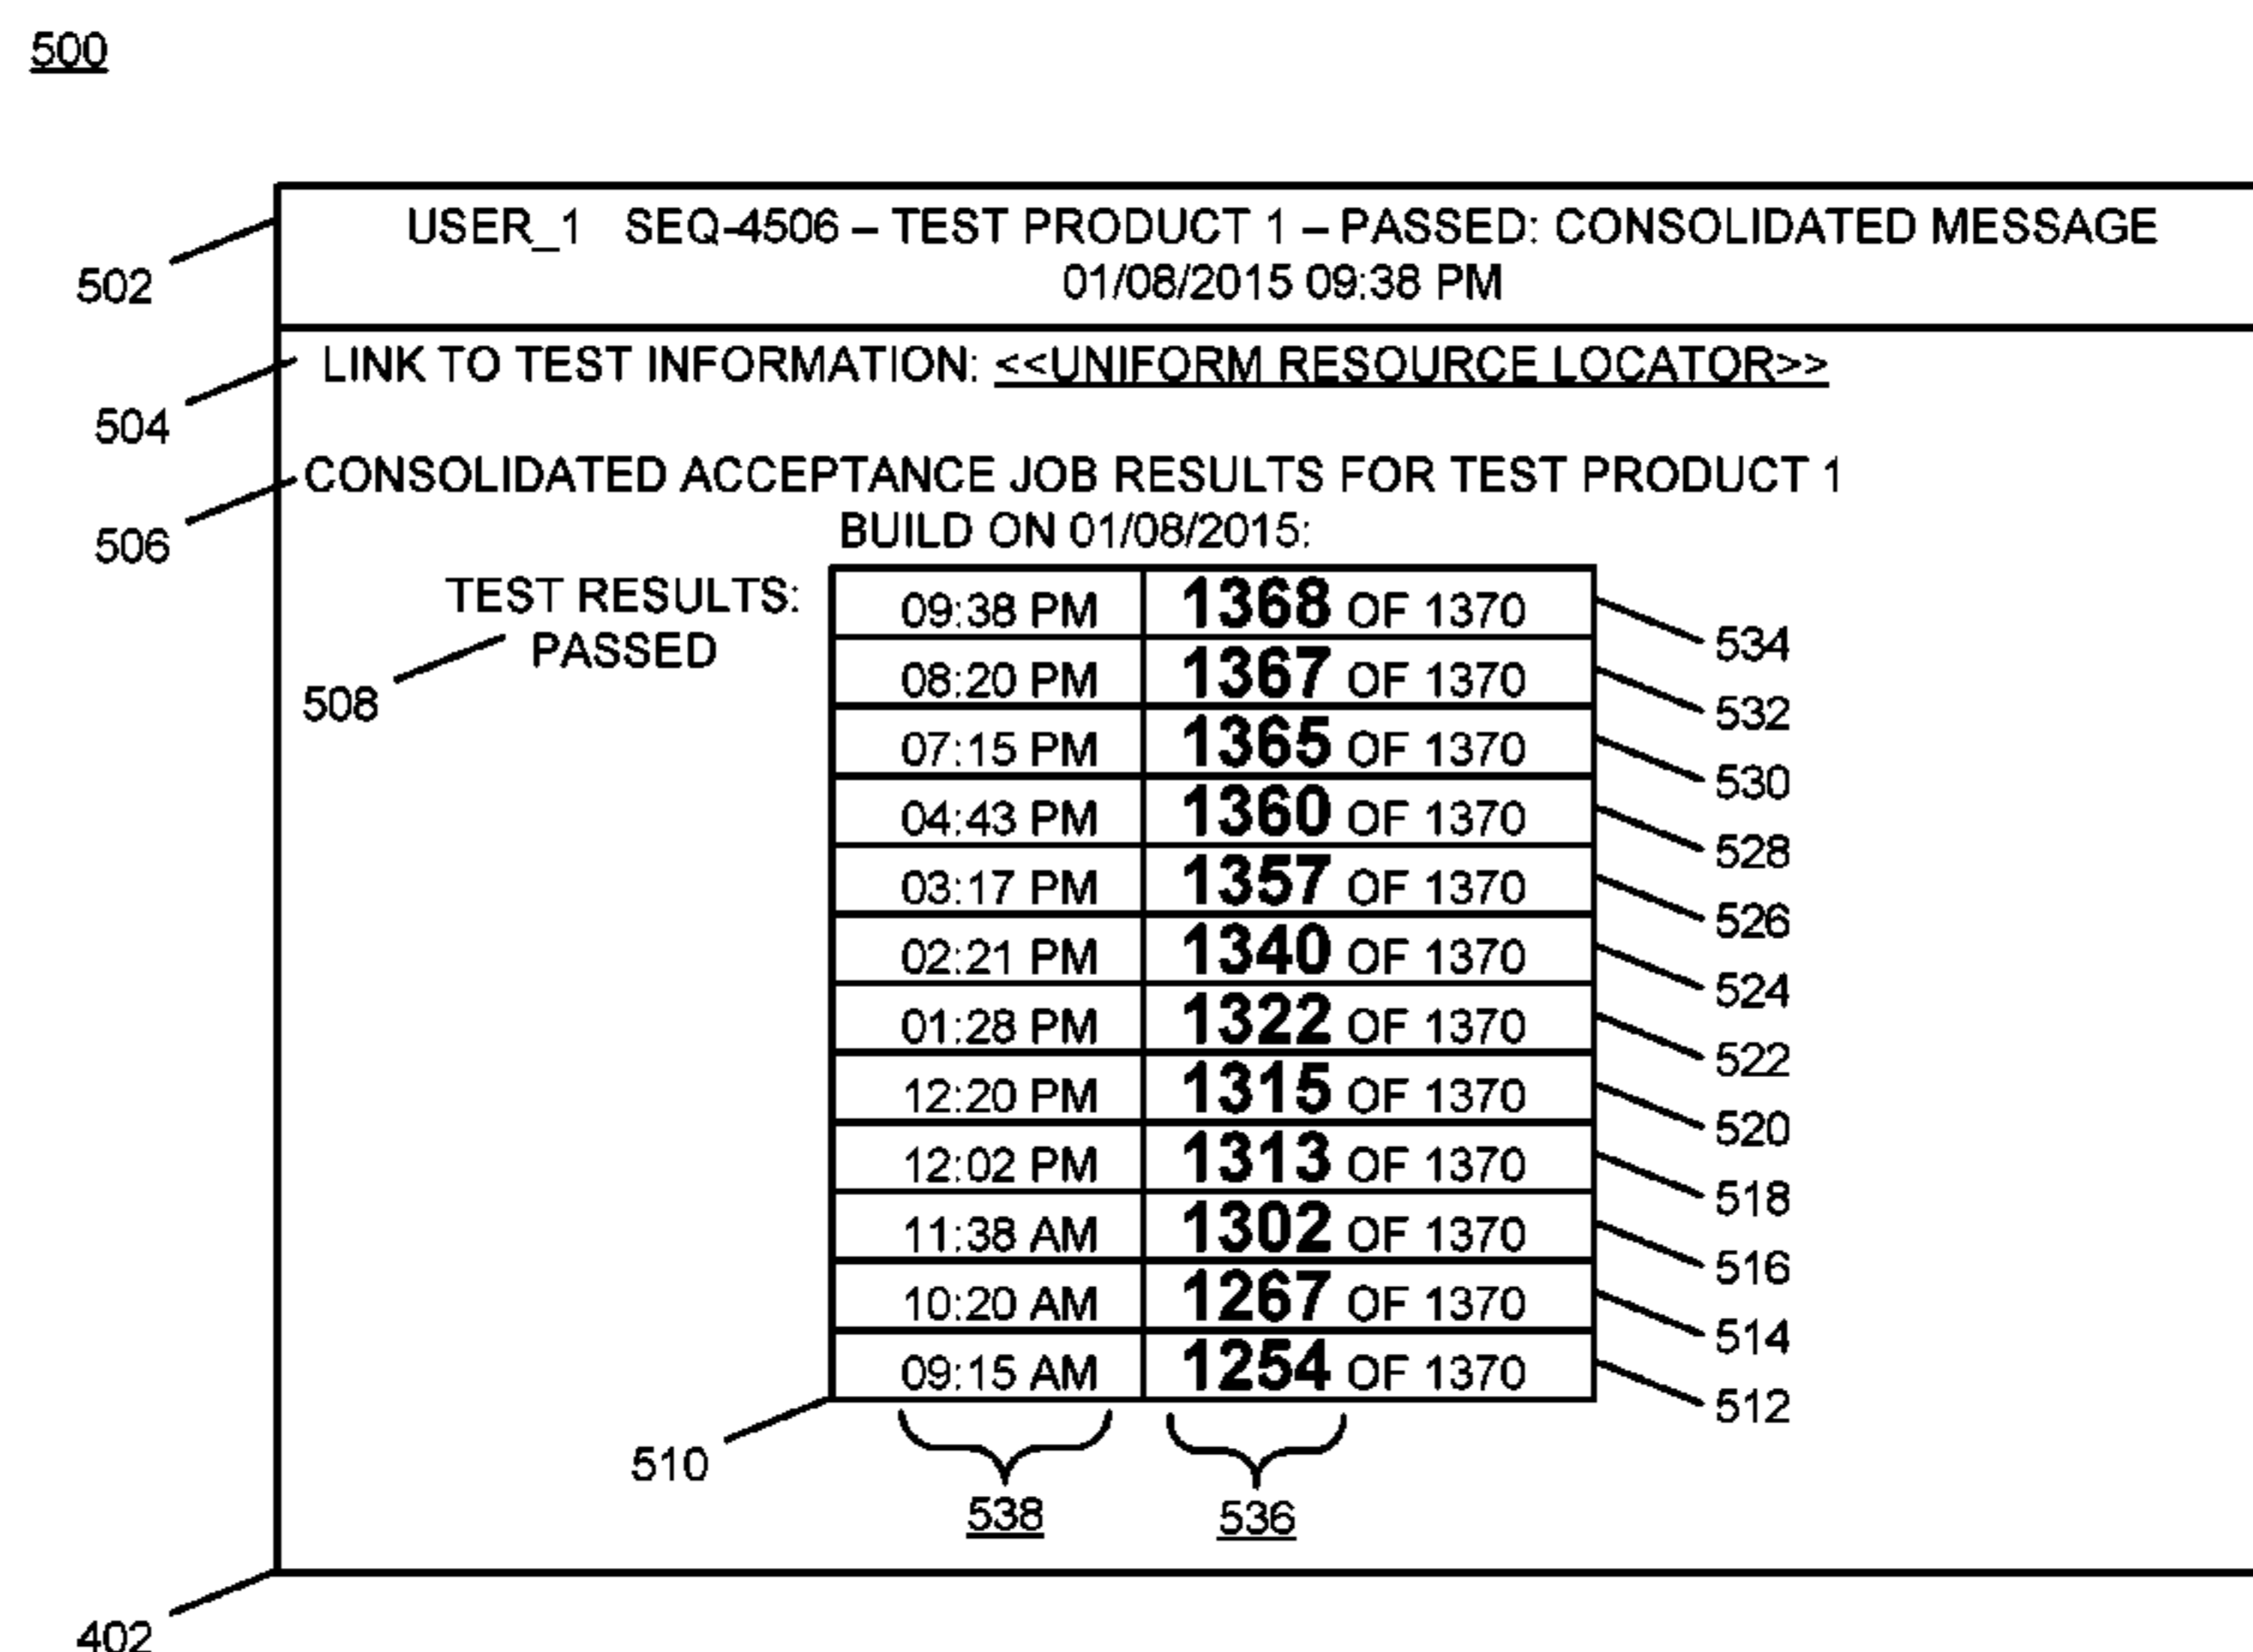 500
USER_1 SEQ-4506 – TEST PRODUCT 1 – PASSED: CONSOLIDATED MESSAGE
01/08/2015 09:38 PM
502
LINK TO TEST INFORMATION: <<UNIFORM RESOURCE LOCATOR>>
504
CONSOLIDATED ACCEPTANCE JOB RESULTS FOR TEST PRODUCT 1
BUILD ON 01/08/2015:
506
TEST RESULTS:
PASSED
508
09:38 PM 1368 OF 1370
534
08:20 PM 1367 OF 1370
532
07:15 PM 1365 OF 1370
530
04:43 PM 1360 OF 1370
528
03:17 PM 1357 OF 1370
526
02:21 PM 1340 OF 1370
524
01:28 PM 1322 OF 1370
522
12:20 PM 1315 OF 1370
520
12:02 PM 1313 OF 1370
518
11:38 AM 1302 OF 1370
516
10:20 AM 1267 OF 1370
514
09:15 AM 1254 OF 1370
512
510
538 536
402